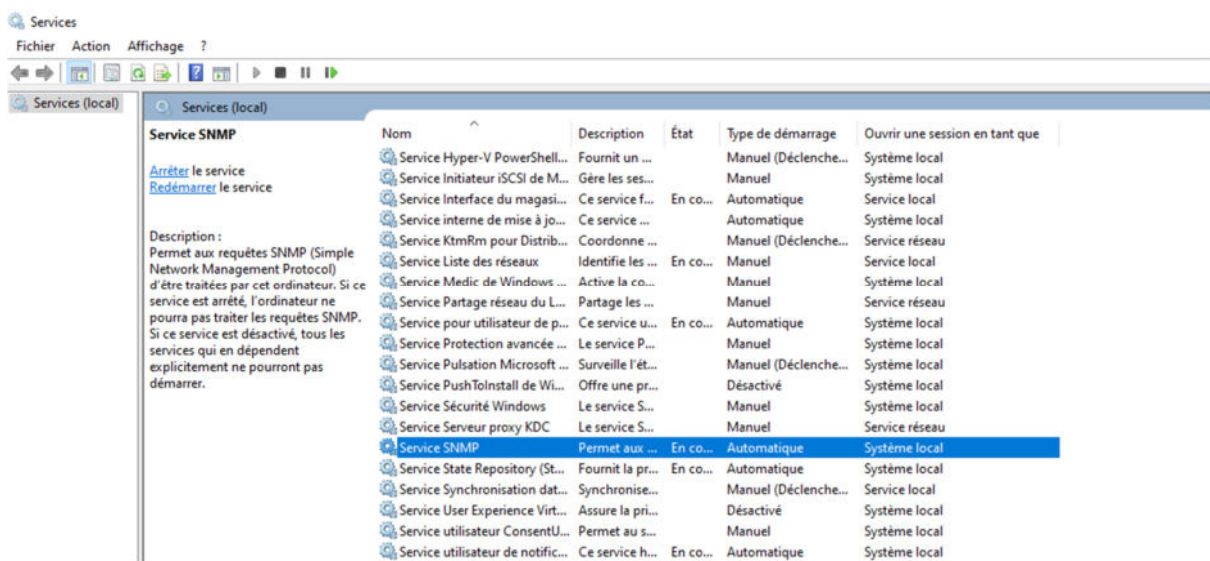 Services
Fichier Action Affichage ?
Services (local)
Services (local)
Service SNMP
Arrêter le service
Redémarrer le service
Description :
Permet aux requêtes SNMP (Simple
Network Management Protocol)
d'être traitées par cet ordinateur. Si ce
service est arrêté, l'ordinateur ne
pourra pas traiter les requêtes SNMP.
Si ce service est désactivé, tous les
services qui en dépendent
explicitement ne pourront pas
démarrer.
Nom Description État Type de démarrage Ouvrir une session en tant que
Service Hyper-V PowerShell... Fournit un ... Manuel (Déclenche... Système local
Service Initiateur iSCSI de M... Gère les ses... Manuel Système local
Service Interface du magasi... Ce service f... En co... Automatique Service local
Service interne de mise à jo... Ce service ... Automatique Système local
Service KtmRm pour Distrib... Coordonne ... Manuel (Déclenche... Service réseau
Service Liste des réseaux Identifie les ... En co... Manuel Service local
Service Medic de Windows ... Active la co... Manuel Système local
Service Partage réseau du L... Partage les ... Manuel Service réseau
Service pour utilisateur de p... Ce service u... En co... Automatique Système local
Service Protection avancée ... Le service P... Manuel Système local
Service Pulsation Microsoft ... Surveille l'ét... Manuel (Déclenche... Système local
Service PushToInstall de Wi... Offre une pr... Désactivé Système local
Service Sécurité Windows Le service S... Manuel Système local
Service Serveur proxy KDC Le service S... Manuel Service réseau
Service SNMP Permet aux ... En co... Automatique Système local
Service State Repository (St... Fournit la pr... En co... Automatique Système local
Service Synchronisation dat... Synchronise... Manuel (Déclenche... Service local
Service User Experience Virt... Assure la pri... Désactivé Système local
Service utilisateur ConsentU... Permet au s... Manuel Système local
Service utilisateur de notific... Ce service h... En co... Automatique Système local